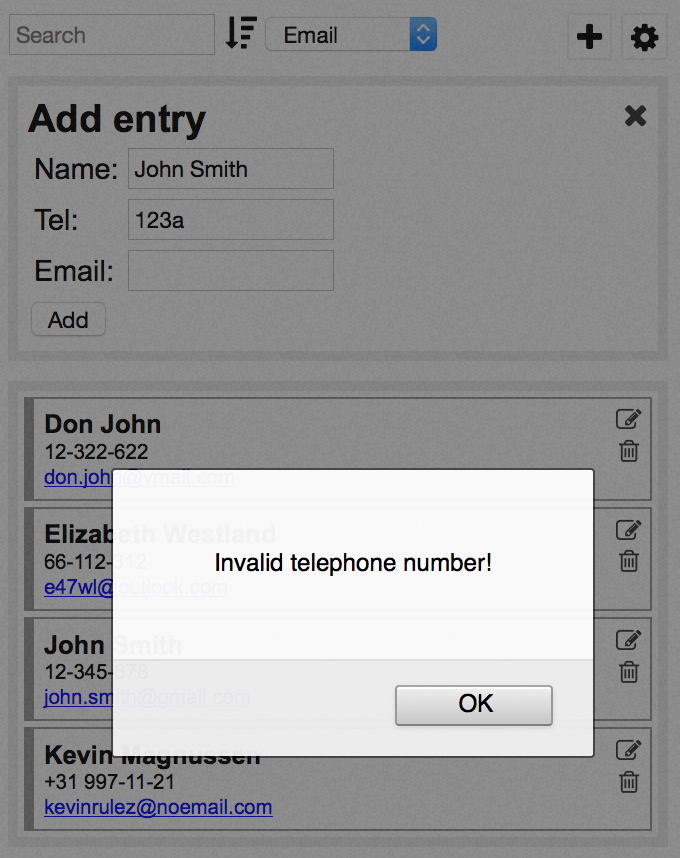 Search
Email
Add entry
Name: John Smith
Tel: 123a
Email:
Add
Don John
12-322-622
don.john@ymail.com
Elizabeth Westland
66-112-312
e47wl@outlook.com
Invalid telephone number!
John Smith
12-345-678
john.smith@gmail.com
OK
Kevin Magnussen
+31 997-11-21
kevinrulez@noemail.com